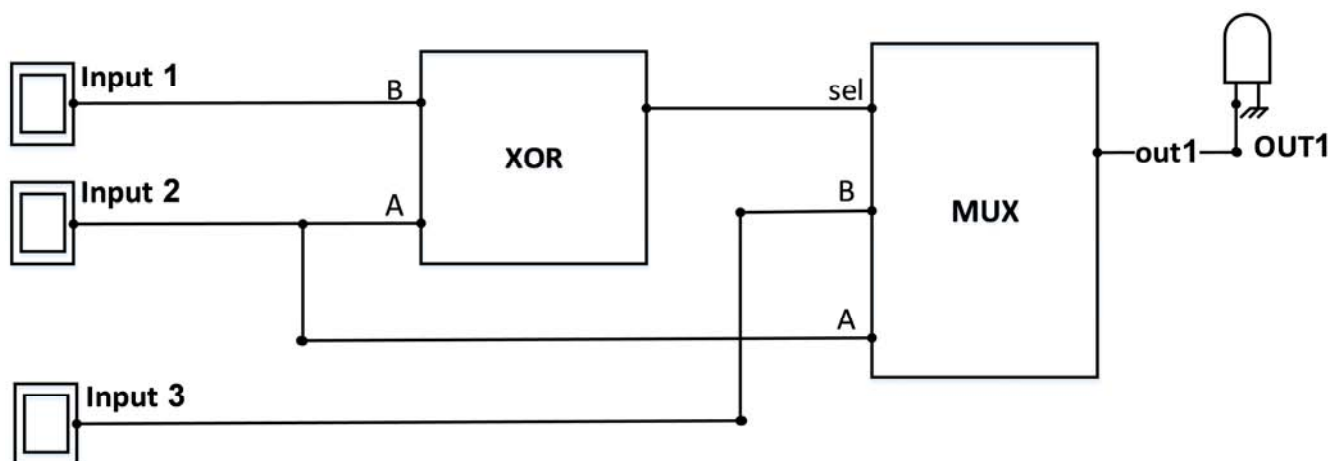 Input 1
B
sel
XOR
out1
OUT1
Input 2
A
B
MUX
A
Input 3